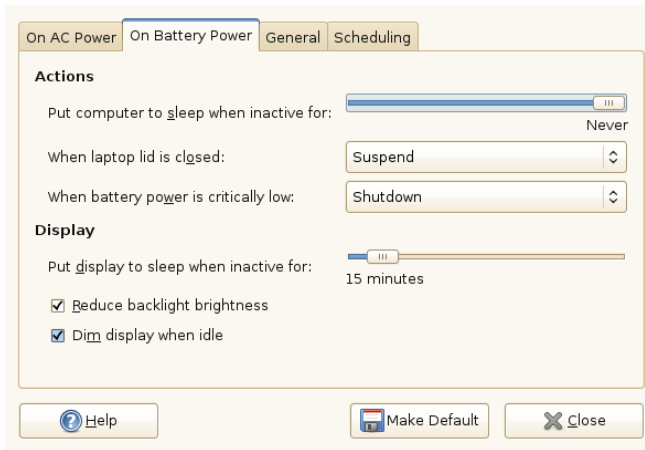 On AC Power On Battery Power General Scheduling
Actions
Put computer to sleep when inactive for:
Never
When laptop lid is closed: Suspend
When battery power is critically low: Shutdown
Display
Put display to sleep when inactive for:
15 minutes
Reduce backlight brightness
Dim display when idle
Help Make Default Close